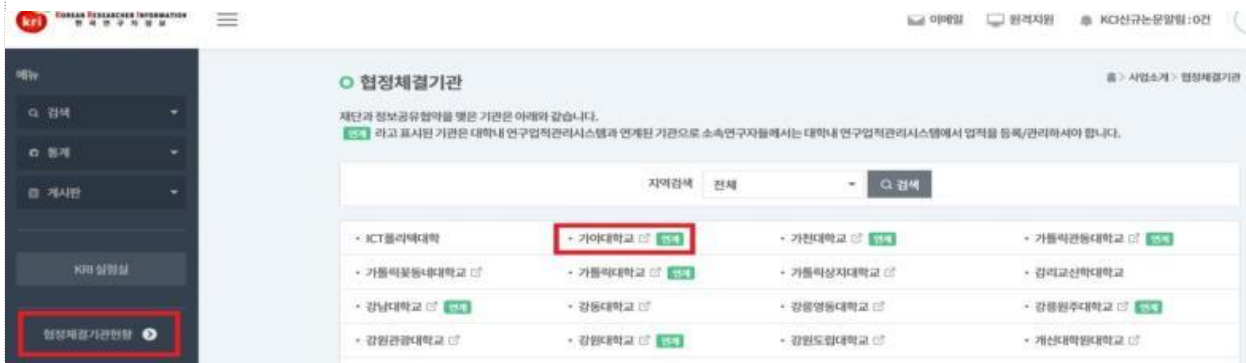 kri KOREAN RESEARCHER INFORMATION
한국연구자정보
이메일 원격지원 KCI신규논문알림:0건
메뉴
검색
통계
게시판
KRI 실험실
협정체결기관현황
협정체결기관
홈 > 사업소개 > 협정체결기관
재단과 정보공유협약을 맺은 기관은 아래와 같습니다.
연계 라고 표시된 기관은 대학내 연구업적관리시스템과 연계된 기관으로 소속연구자들께서는 대학내 연구업적관리시스템에서 업적을 등록/관리하셔야 합니다.
지역검색 전체 검색
ICT폴리텍대학 가야대학교 연계 가천대학교 연계 가톨릭관동대학교 연계
가톨릭꽃동네대학교 가톨릭대학교 연계 가톨릭상지대학교 감리교신학대학교
강남대학교 연계 강동대학교 강릉영동대학교 강릉원주대학교 연계
강원관광대학교 강원대학교 연계 강원도립대학교 개신대학원대학교